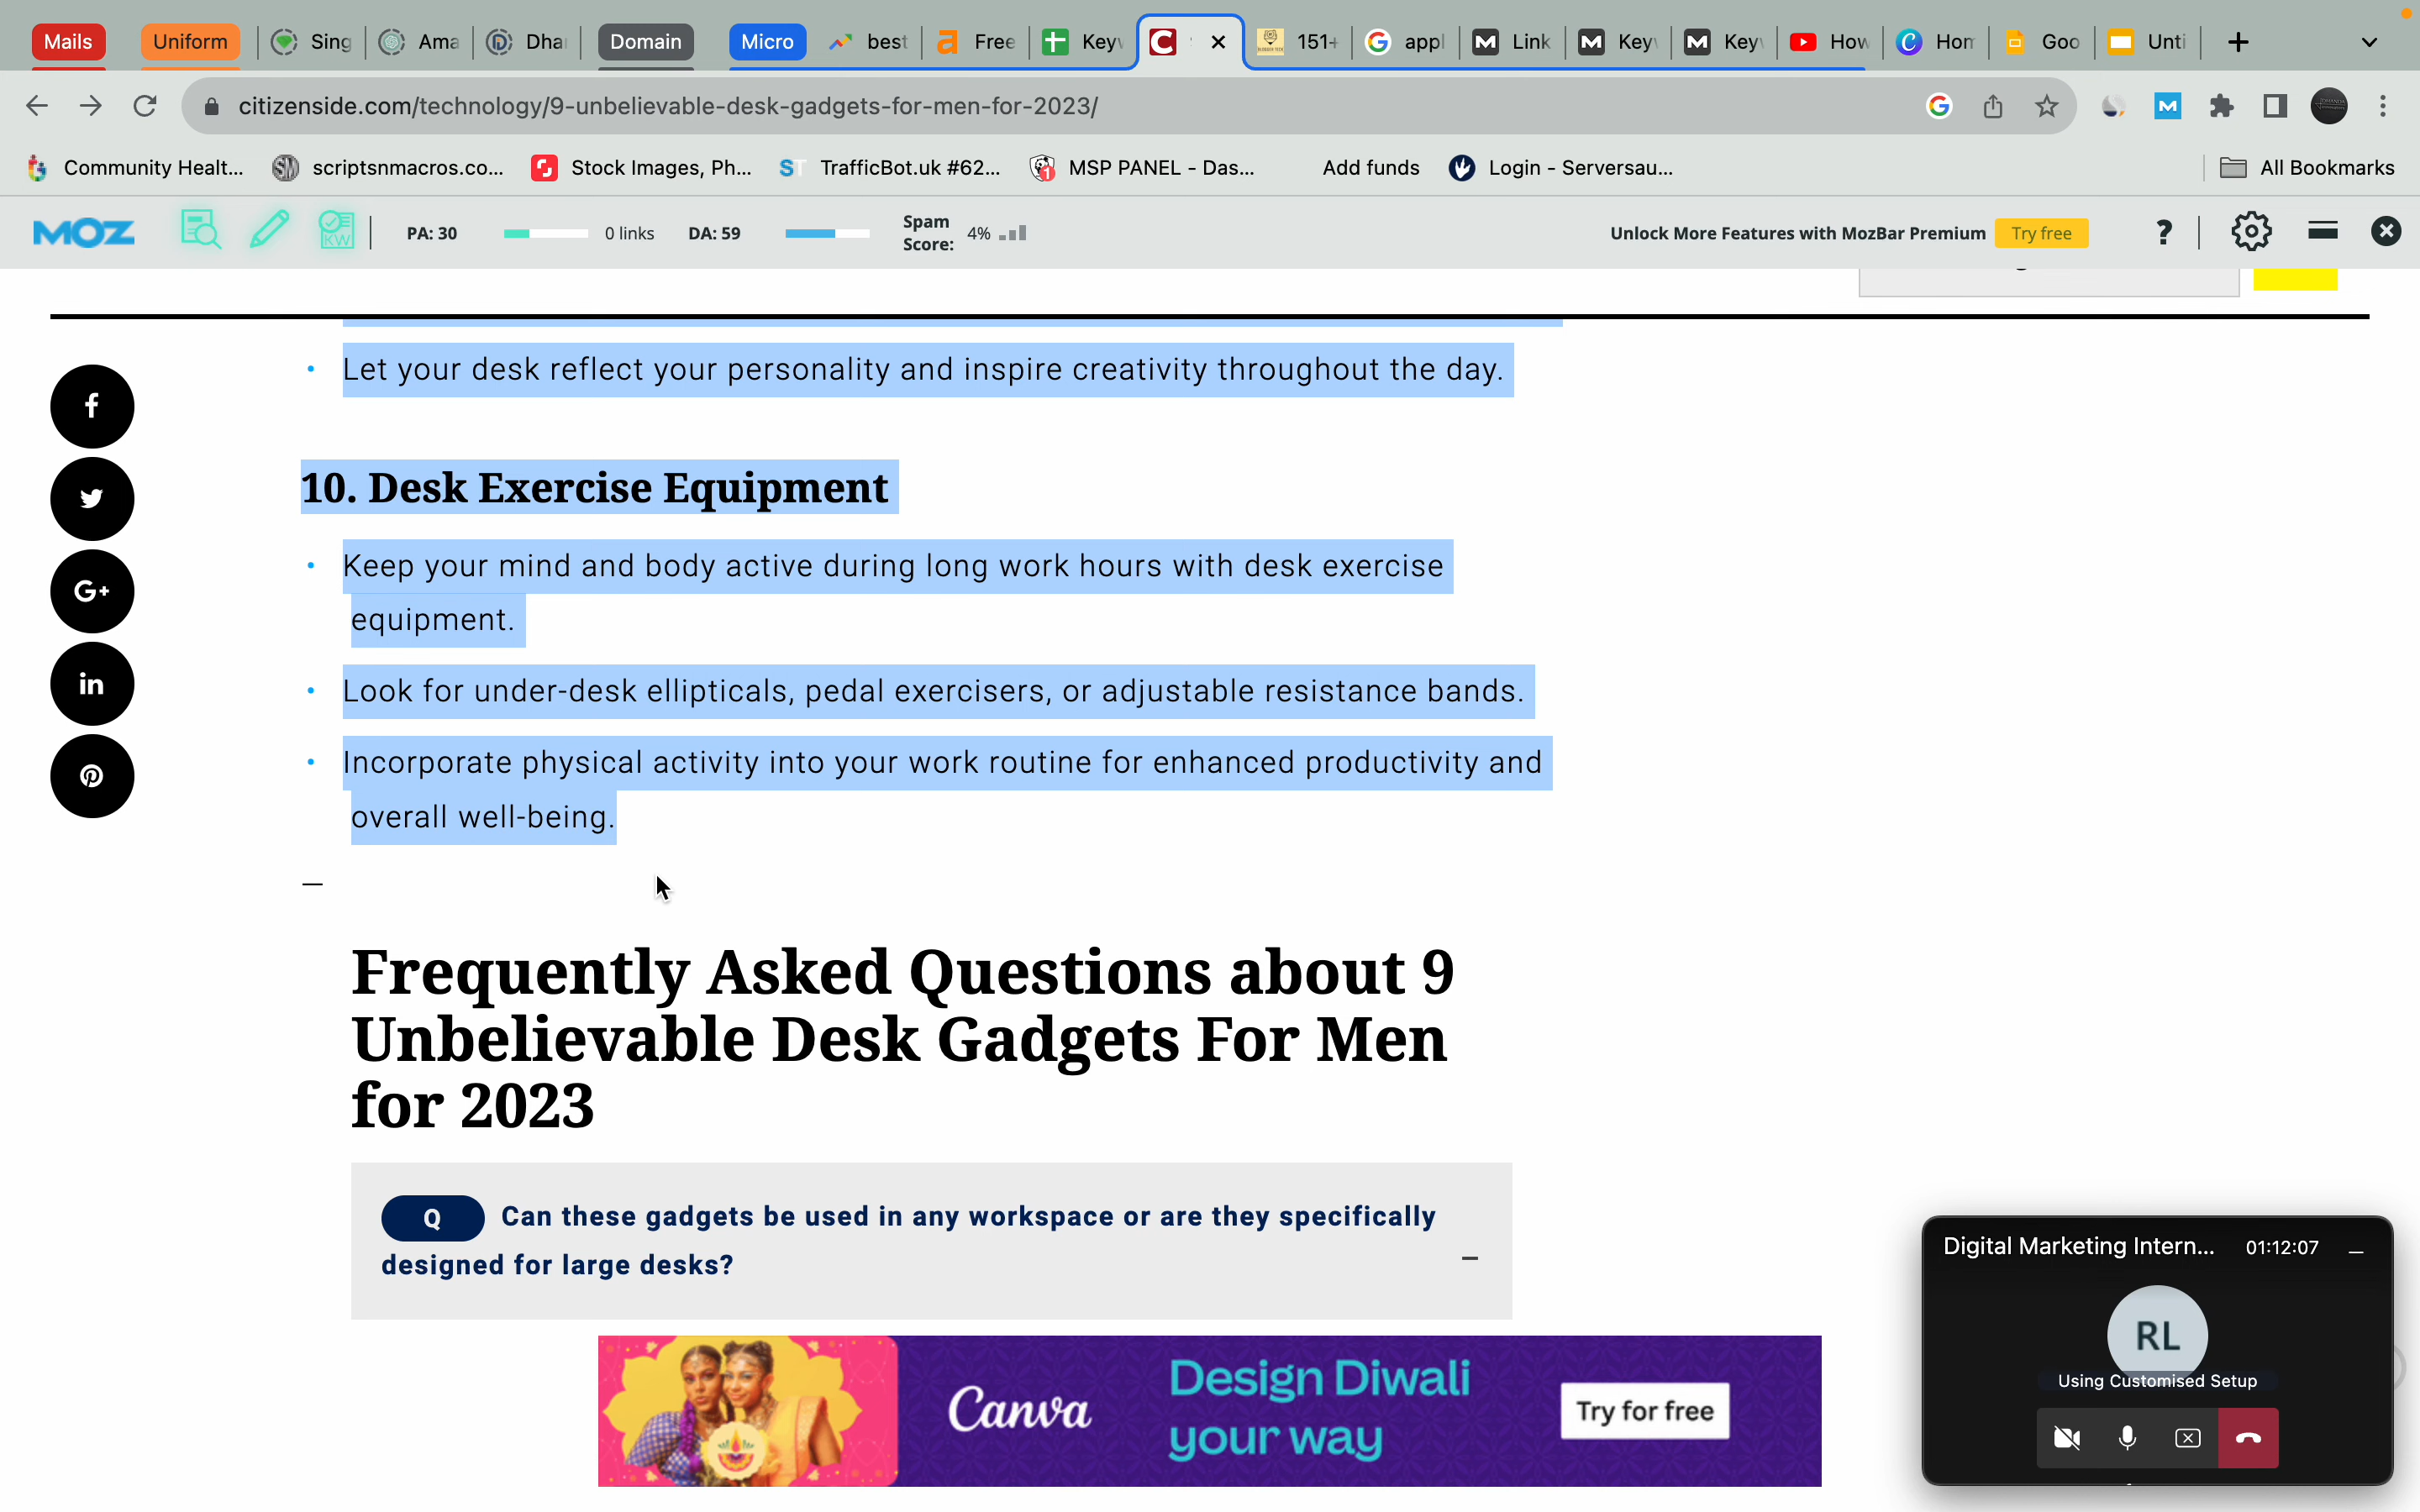 Mails Uniform Sing Ama Dha Domain Micro best Free Keyw 151+ appl Link Keyw Keyw How Hom Goo Unti
citizenside.com/technology/9-unbelievable-desk-gadgets-for-men-for-2023/
Community Healt... scriptsnmacros.co... Stock Images, Ph... TrafficBot.uk #62... MSP PANEL - Das... Add funds Login - Serversau... All Bookmarks
MOZ KW PA: 30 0 links DA: 59 Spam Score: 4% Unlock More Features with MozBar Premium Try free ?
• Let your desk reflect your personality and inspire creativity throughout the day.
10. Desk Exercise Equipment
• Keep your mind and body active during long work hours with desk exercise
equipment.
• Look for under-desk ellipticals, pedal exercisers, or adjustable resistance bands.
• Incorporate physical activity into your work routine for enhanced productivity and
overall well-being.
—
Frequently Asked Questions about 9
Unbelievable Desk Gadgets For Men
for 2023
Q Can these gadgets be used in any workspace or are they specifically
designed for large desks? –
Canva
Design Diwali
your way
Try for free
Digital Marketing Intern... 01:12:07
RL
Using Customised Setup